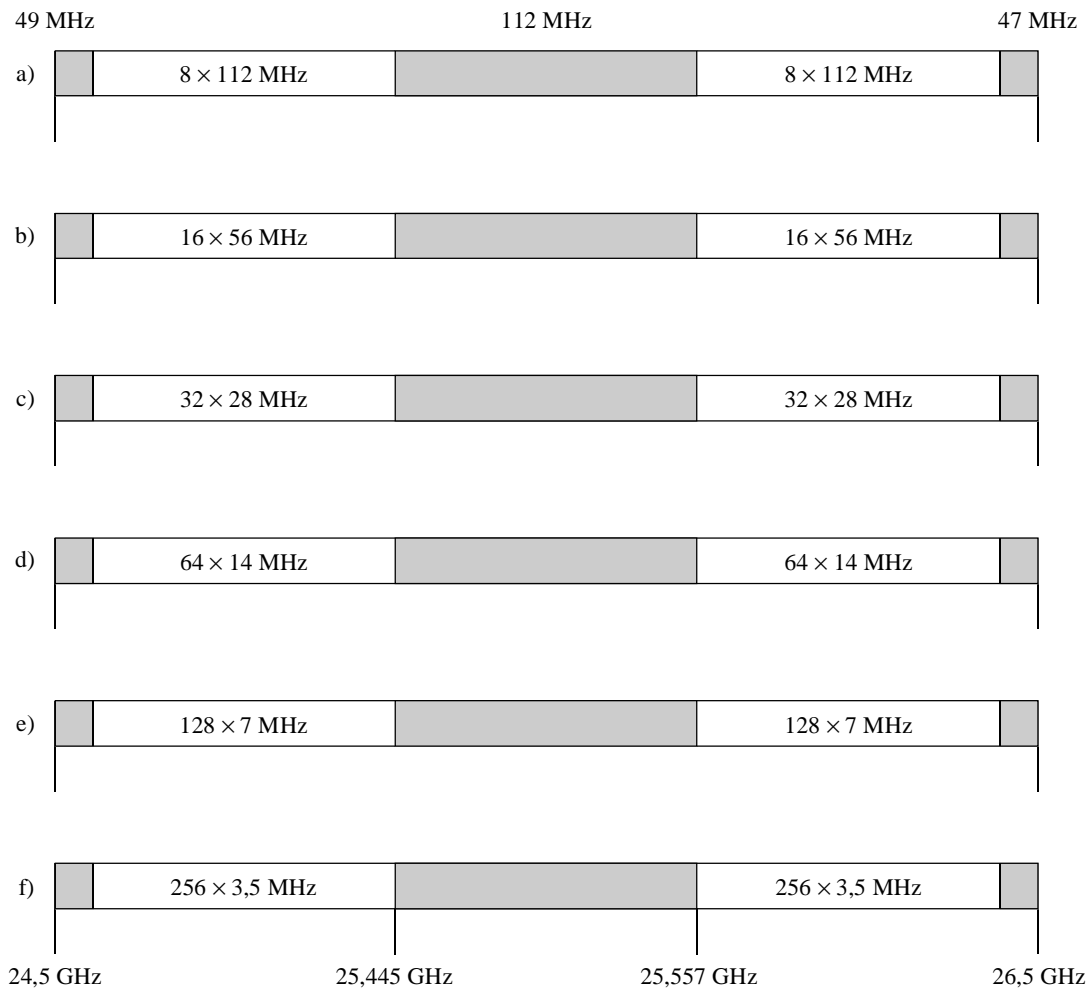 49 MHz 112 MHz 47 MHz
a) 8 × 112 MHz 8 × 112 MHz
b) 16 × 56 MHz 16 × 56 MHz
c) 32 × 28 MHz 32 × 28 MHz
d) 64 × 14 MHz 64 × 14 MHz
e) 128 × 7 MHz 128 × 7 MHz
f) 256 × 3,5 MHz 256 × 3,5 MHz
24,5 GHz 25,445 GHz 25,557 GHz 26,5 GHz